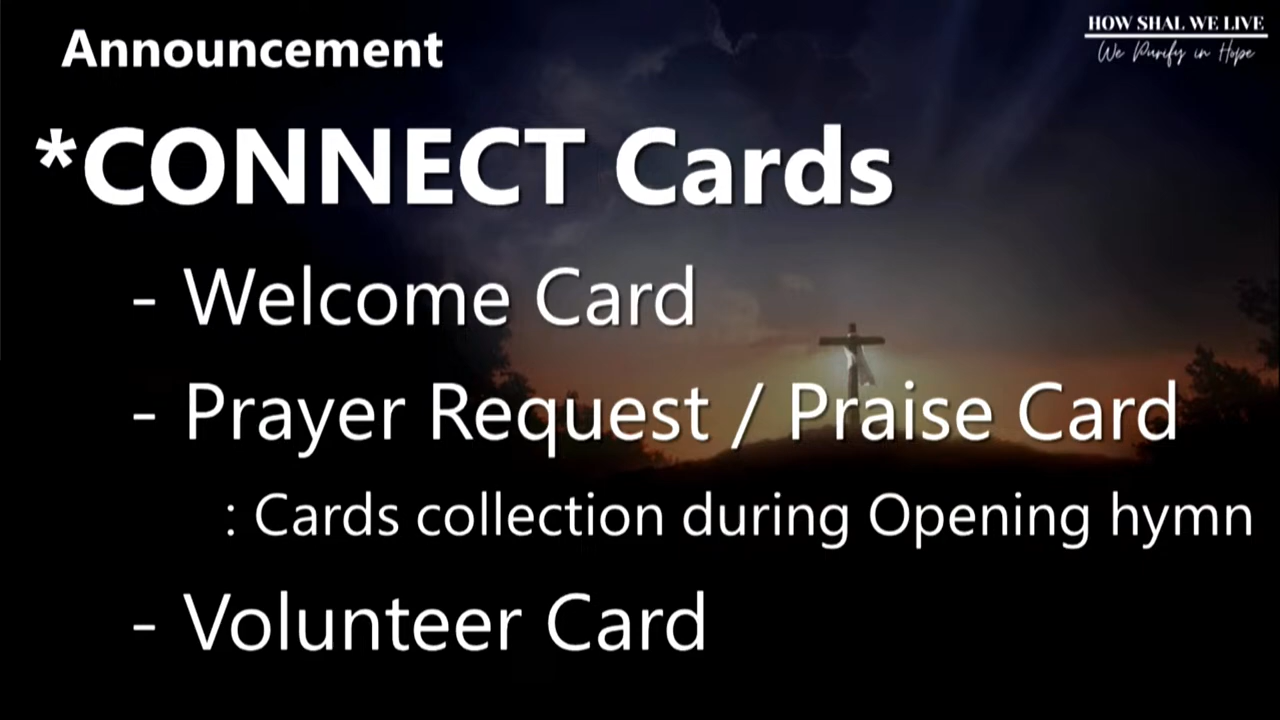 Announcement
HOW SHAL WE LIVE
We Purify in Hope
*CONNECT Cards
- Welcome Card
- Prayer Request / Praise Card
: Cards collection during Opening hymn
- Volunteer Card